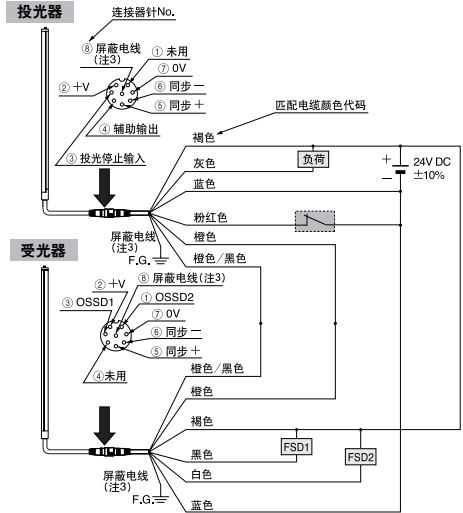 投光器
连接器针No.
⑧ 屏蔽电线
(注3)
① 未用
⑦ 0V
② +V
⑥ 同步 −
⑤ 同步 +
④ 辅助输出
③ 投光停止输入
匹配电缆颜色代码
褐色
灰色
负荷
蓝色
+
−
24V DC
±10%
粉红色
橙色
橙色/黑色
屏蔽电线
(注3)
F.G.
受光器
② +V
⑧ 屏蔽电线(注3)
③ OSSD1
① OSSD2
⑦ 0V
⑥ 同步 −
⑤ 同步 +
④未用
橙色/黑色
橙色
褐色
FSD1
黑色
FSD2
白色
屏蔽电线
(注3)
F.G.
蓝色